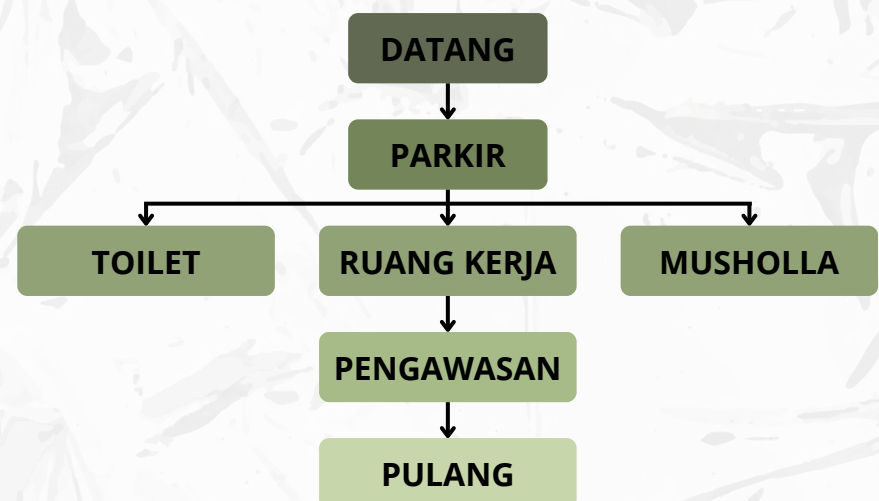 DATANG
PARKIR
TOILET
RUANG KERJA
MUSHOLLA
PENGAWASAN
PULANG